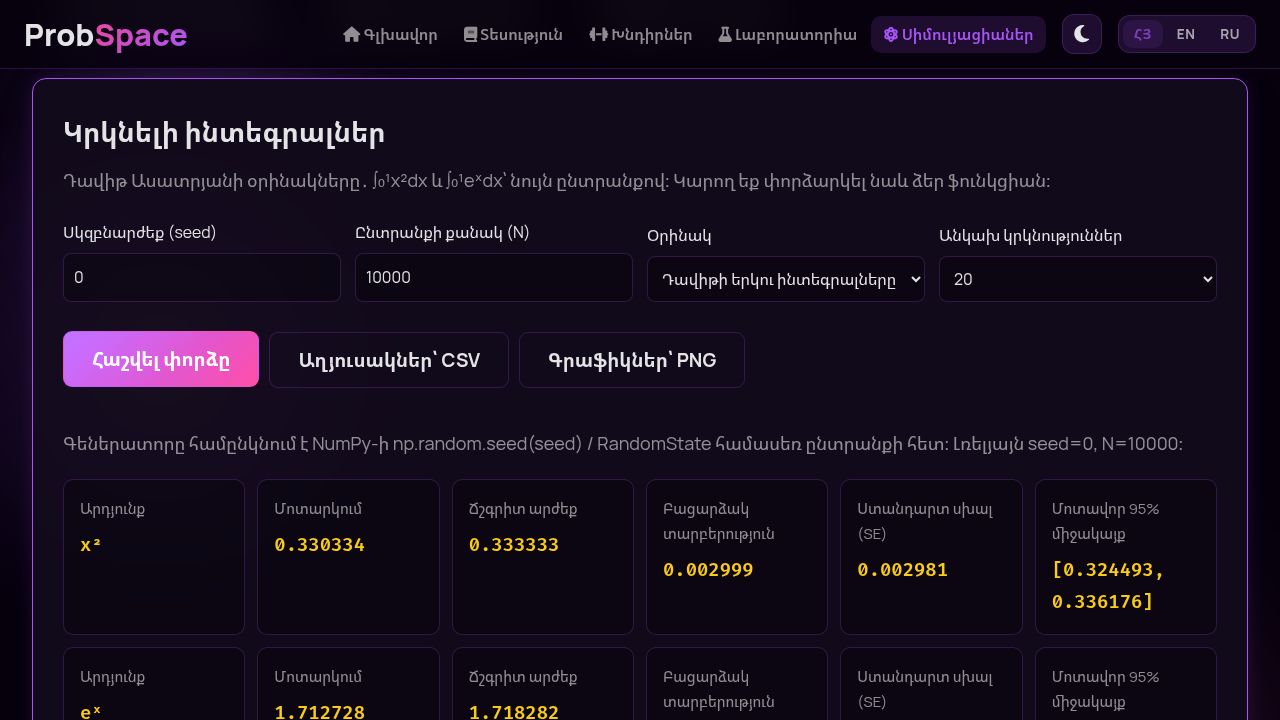 ProbSpace
Գլխավոր
Տեսություն
Խնդիրներ
Լաբորատորիա
Սիմուլյացիաներ
ՀՅ
EN
RU
Կրկնելի ինտեգրալներ
Դավիթ Ասատրյանի օրինակները․ ∫₀¹x²dx և ∫₀¹eˣdx՝ նույն ընտրանքով։ Կարող եք փորձարկել նաև ձեր ֆունկցիան։
Սկզբնարժեք (seed)
Ընտրանքի քանակ (N)
Օրինակ
Անկախ կրկնություններ
0
10000
Դավիթի երկու ինտեգրալները
20
Հաշվել փորձը
Աղյուսակներ՝ CSV
Գրաֆիկներ՝ PNG
Գեներատորը համընկնում է NumPy-ի np.random.seed(seed) / RandomState համասեռ ընտրանքի հետ։ Լռելյայն seed=0, N=10000։
Արդյունք
x²
Մոտարկում
0.330334
Ճշգրիտ արժեք
0.333333
Բացարձակ
տարբերություն
0.002999
Ստանդարտ սխալ
(SE)
0.002981
Մոտավոր 95%
միջակայք
[0.324493,
0.336176]
Արդյունք
eˣ
Մոտարկում
1.712728
Ճշգրիտ արժեք
1.718282
Բացարձակ
տարբերություն
Ստանդարտ սխալ
(SE)
Մոտավոր 95%
միջակայք